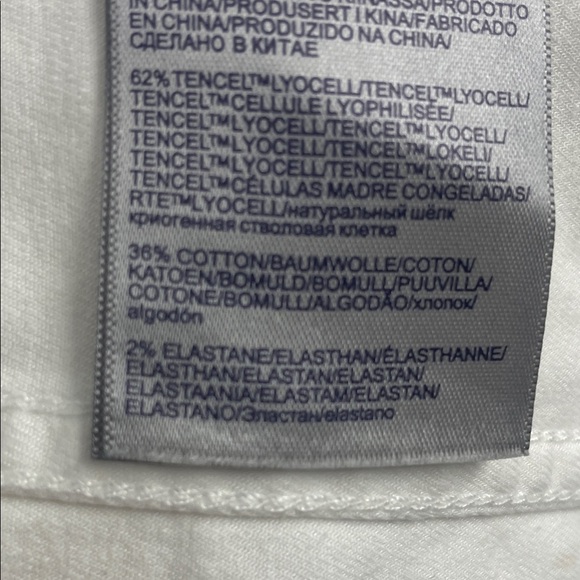 IN CHINA/PRODUSERT I KINA/FABRICADO
EN CHINA/PRODUZIDO NA CHINA/
СДЕЛАНО В КИТАЕ
62% TENCEL™LYOCELL/TENCEL™LYOCELL/
TENCEL™CELLULE LYOPHILISÉE/
TENCEL™LYOCELL/TENCEL™LYOCELL/
TENCEL™LYOCELL/TENCEL™LOKELI/
TENCEL™LYOCELL/TENCEL™LYOCELL/
TENCEL™CÉLULAS MADRE CONGELADAS/
RTE™LYOCELL/натуральный шёлк
криогенная стволовая клетка
36% COTTON/BAUMWOLLE/COTON/
KATOEN/BOMULD/BOMULL/PUUVILLA/
COTONE/BOMULL/ALGODÃO/хлопок/
algodón
2% ELASTANE/ELASTHAN/ÉLASTHANNE/
ELASTHAN/ELASTAN/ELASTAN/
ELASTAANIA/ELASTAM/ELASTAN/
ELASTANO/Эластан/elastano